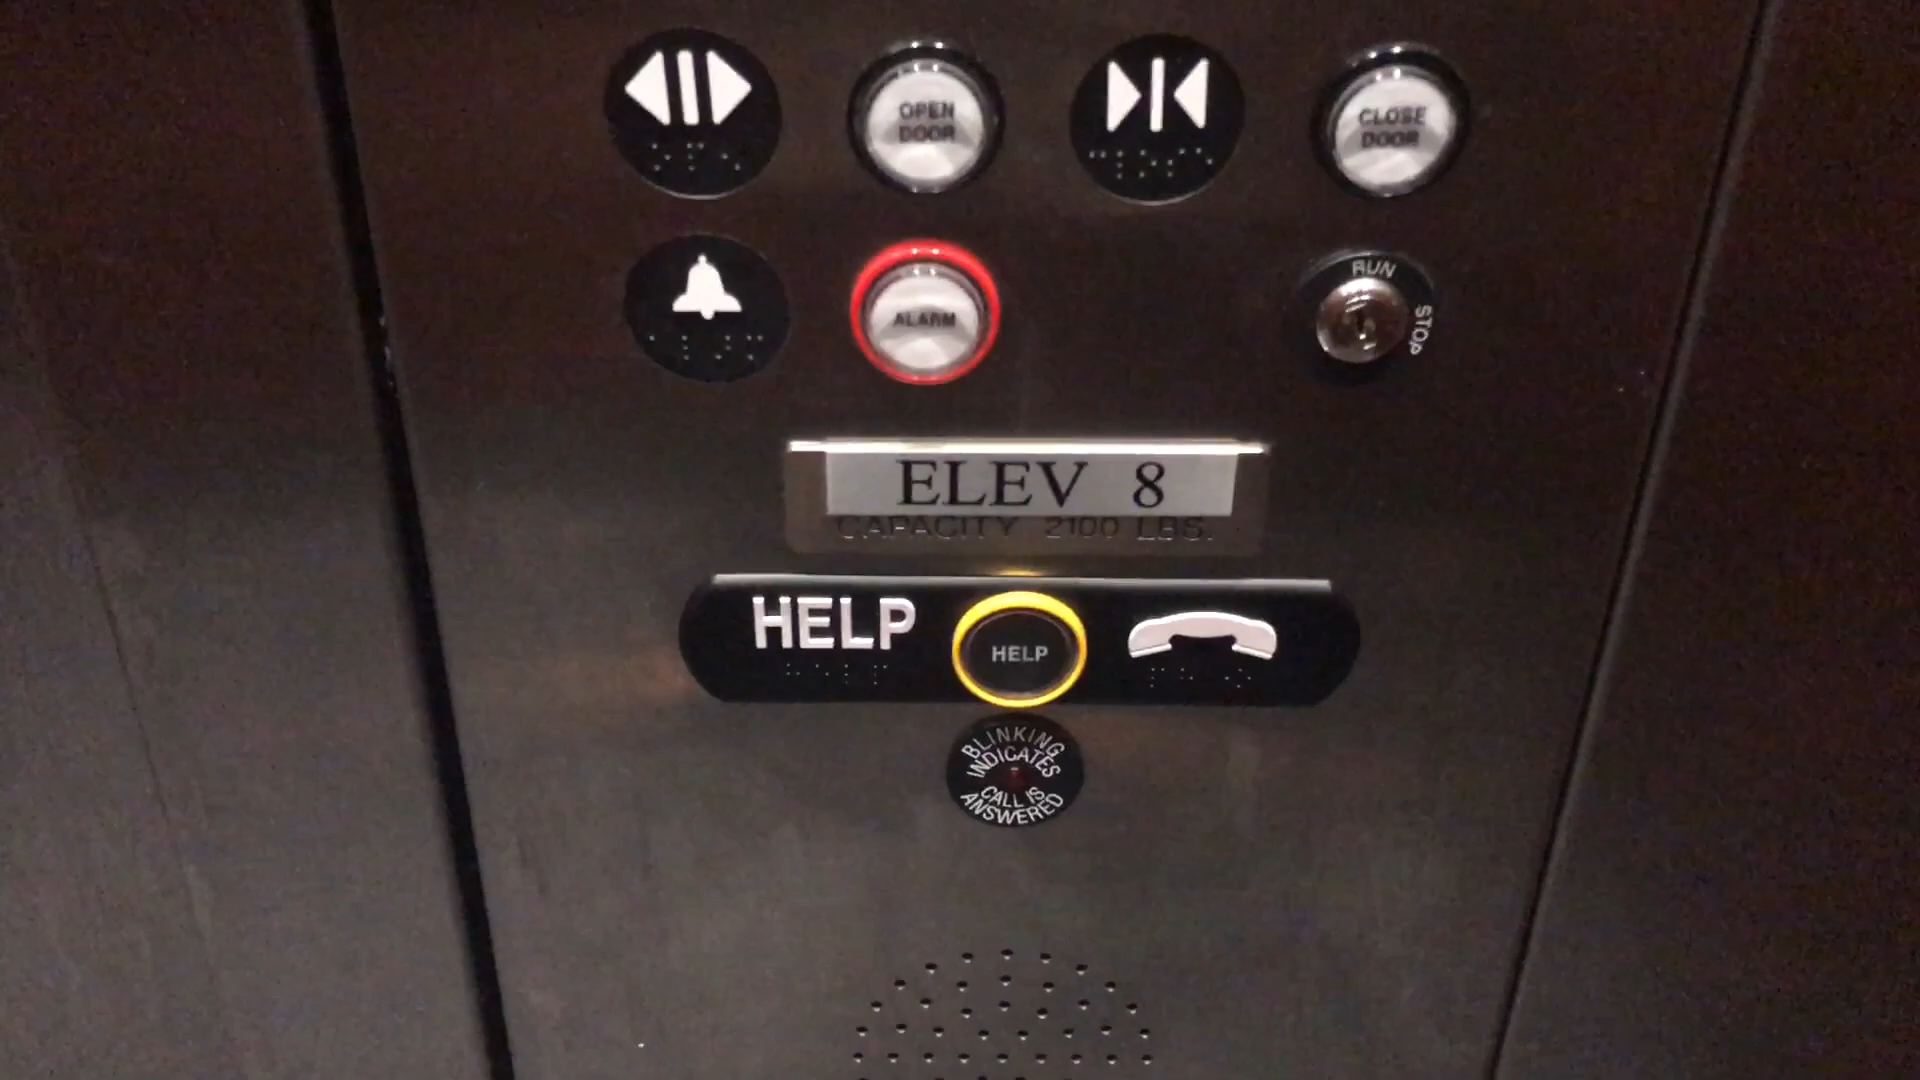 OPEN
DOOR
CLOSE
DOOR
ALARM
RUN
STOP
ELEV 8
CAPACITY 2100 LBS.
HELP
HELP
BLINKING
INDICATES
CALL IS
ANSWERED